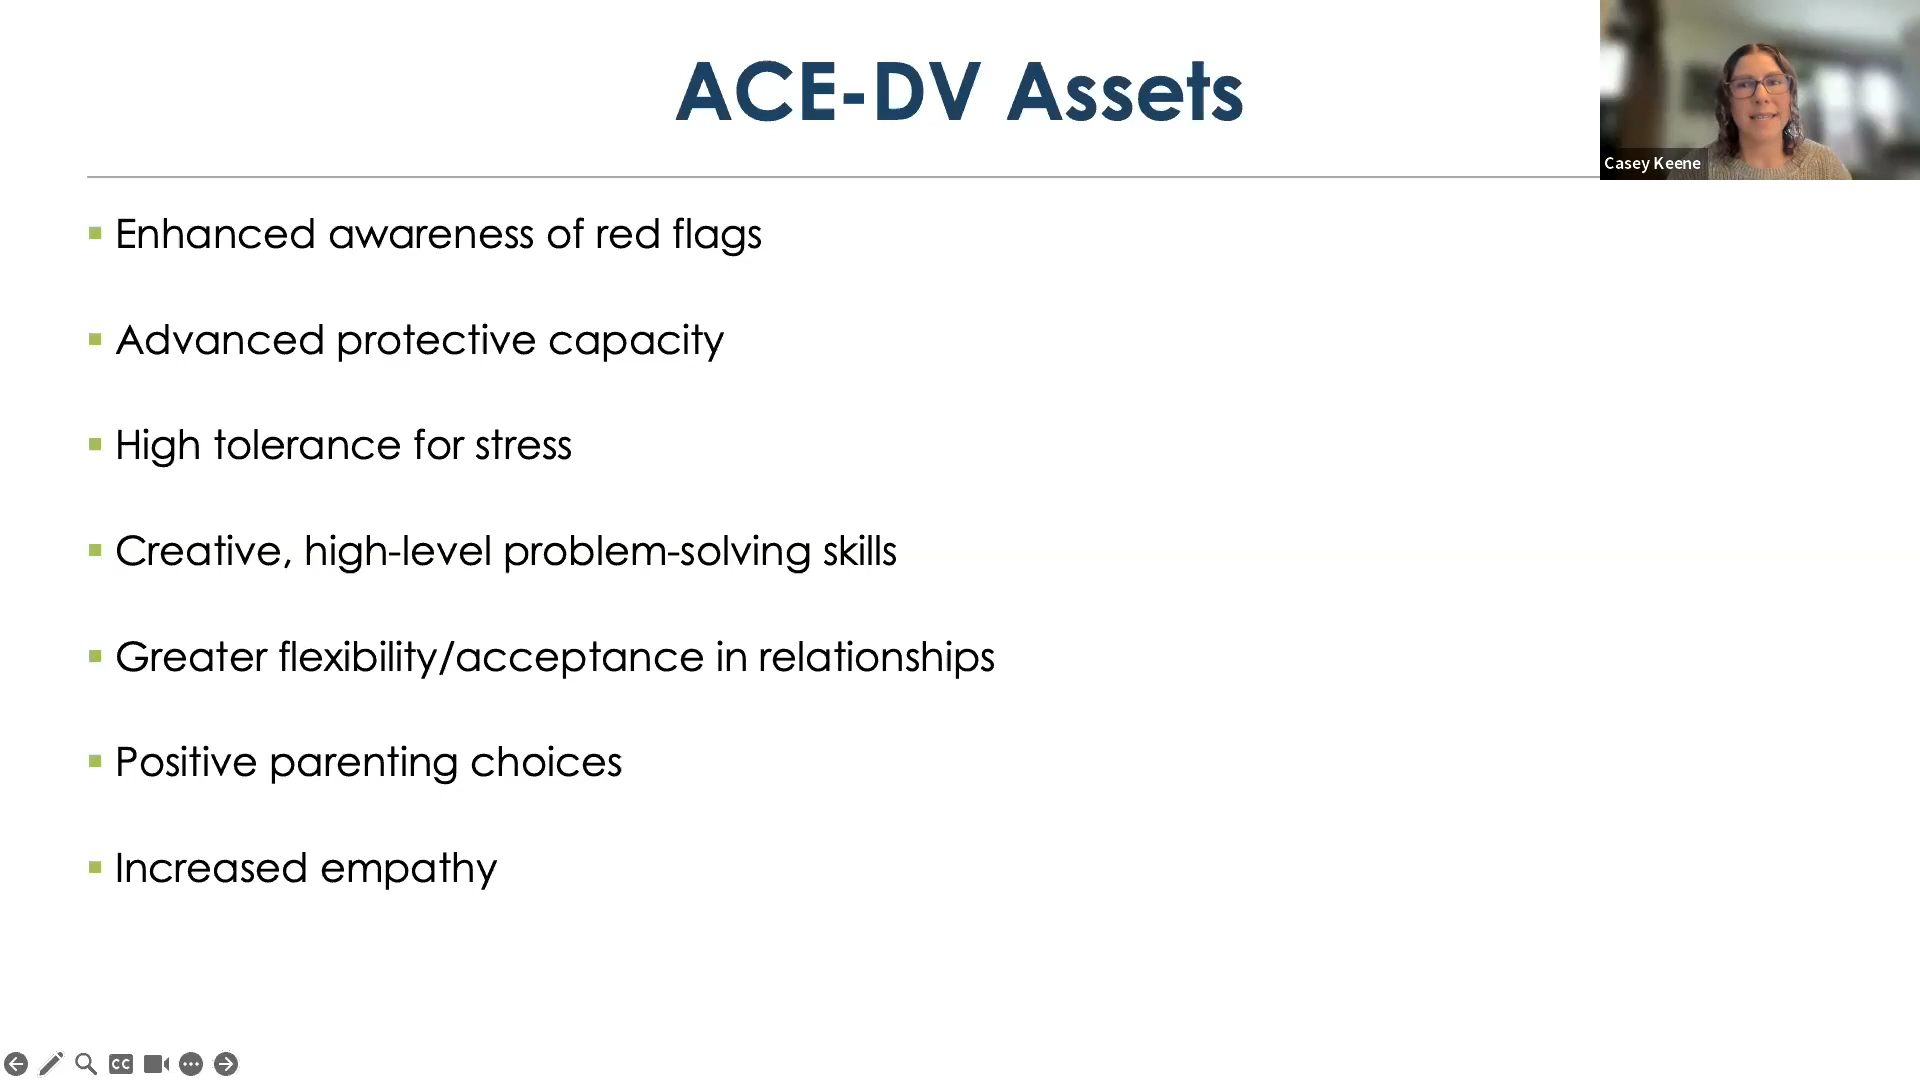 ACE-DV Assets
Casey Keene
Enhanced awareness of red flags
Advanced protective capacity
High tolerance for stress
Creative, high-level problem-solving skills
Greater flexibility/acceptance in relationships
Positive parenting choices
Increased empathy
CC